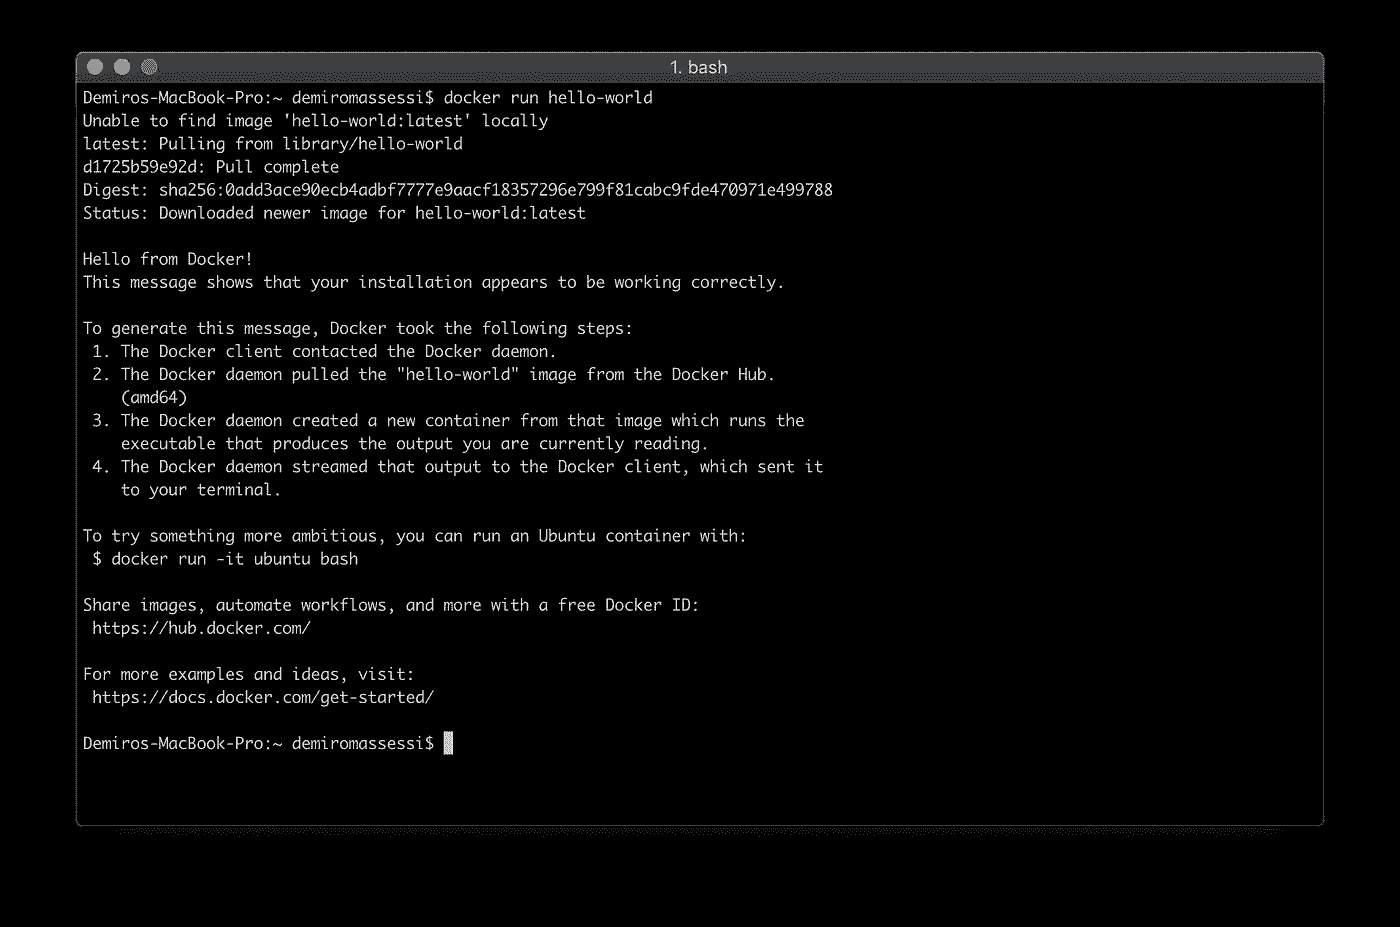 1. bash
Demiros-MacBook-Pro:~ demiromassessi$ docker run hello-world
Unable to find image 'hello-world:latest' locally
latest: Pulling from library/hello-world
d1725b59e92d: Pull complete
Digest: sha256:0add3ace90ecb4adbf7777e9aacf18357296e799f81cabc9fde470971e499788
Status: Downloaded newer image for hello-world:latest
Hello from Docker!
This message shows that your installation appears to be working correctly.
To generate this message, Docker took the following steps:
1. The Docker client contacted the Docker daemon.
2. The Docker daemon pulled the "hello-world" image from the Docker Hub.
(amd64)
3. The Docker daemon created a new container from that image which runs the
executable that produces the output you are currently reading.
4. The Docker daemon streamed that output to the Docker client, which sent it
to your terminal.
To try something more ambitious, you can run an Ubuntu container with:
$ docker run -it ubuntu bash
Share images, automate workflows, and more with a free Docker ID:
https://hub.docker.com/
For more examples and ideas, visit:
https://docs.docker.com/get-started/
Demiros-MacBook-Pro:~ demiromassessi$